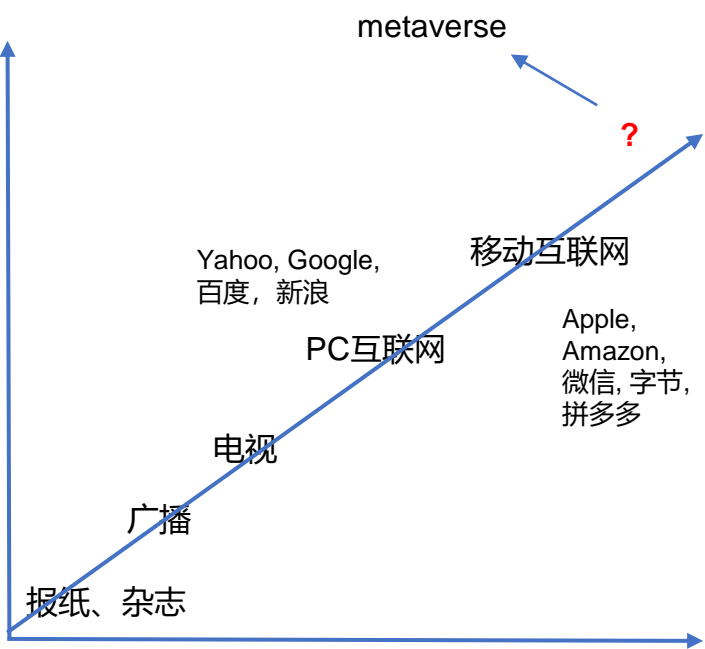 metaverse
?
移动互联网
Yahoo, Google,
百度，新浪
Apple,
Amazon,
微信, 字节,
拼多多
PC互联网
电视
广播
报纸、杂志